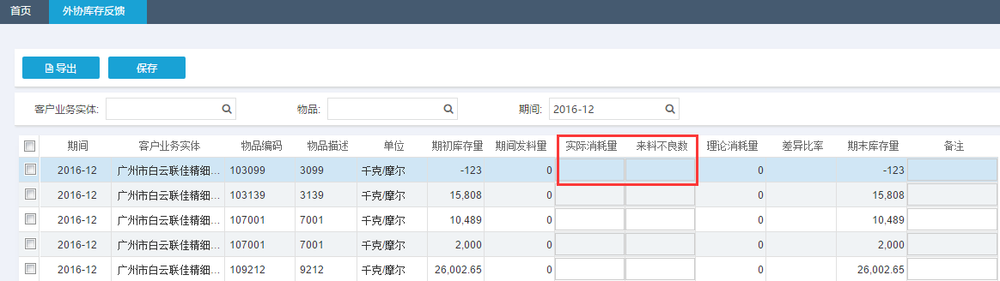 首页 外协库存反馈
导出 保存
客户业务实体: 物品: 期间: 2016-12
期间 客户业务实体 物品编码 物品描述 单位 期初库存量 期间发料量 实际消耗量 来料不良数 理论消耗量 差异比率 期末库存量 备注
2016-12 广州市白云联佳精细... 103099 3099 千克/摩尔 -123 0 0 -123
2016-12 广州市白云联佳精细... 103139 3139 千克/摩尔 15,808 0 0 15,808
2016-12 广州市白云联佳精细... 107001 7001 千克/摩尔 10,489 0 0 10,489
2016-12 广州市白云联佳精细... 107001 7001 千克/摩尔 2,000 0 0 2,000
2016-12 广州市白云联佳精细... 109212 9212 千克/摩尔 26,002.65 0 0 26,002.65